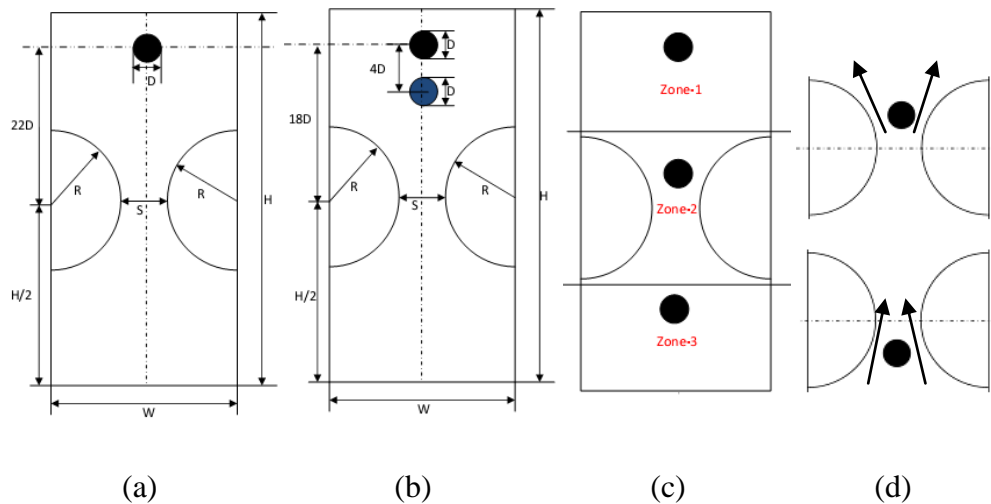 D
22D
R
R
S
H
H/2
W
(a)
D
4D
D
18D
R
R
S
H
H/2
W
(b)
Zone•1
Zone•2
Zone•3
(c)
(d)